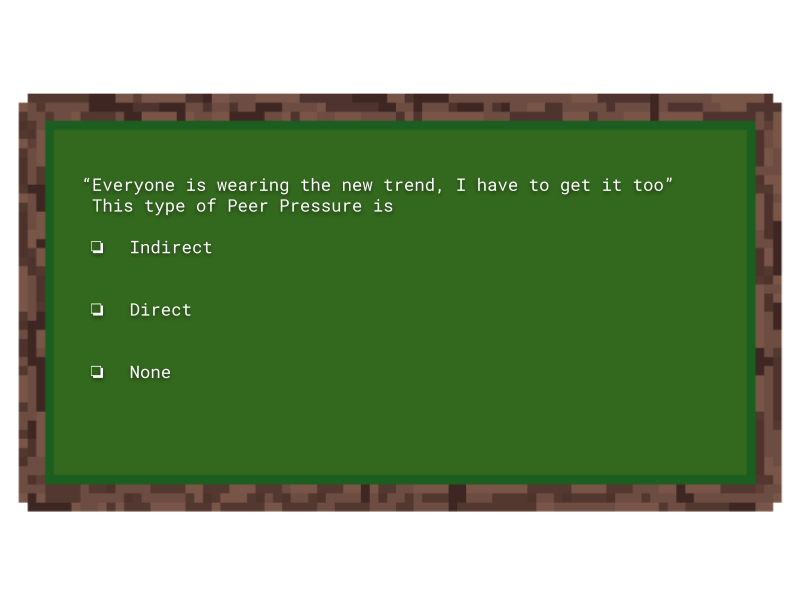 “Everyone is wearing the new trend, I have to get it too”
This type of Peer Pressure is
❏ Indirect
❏ Direct
❏ None